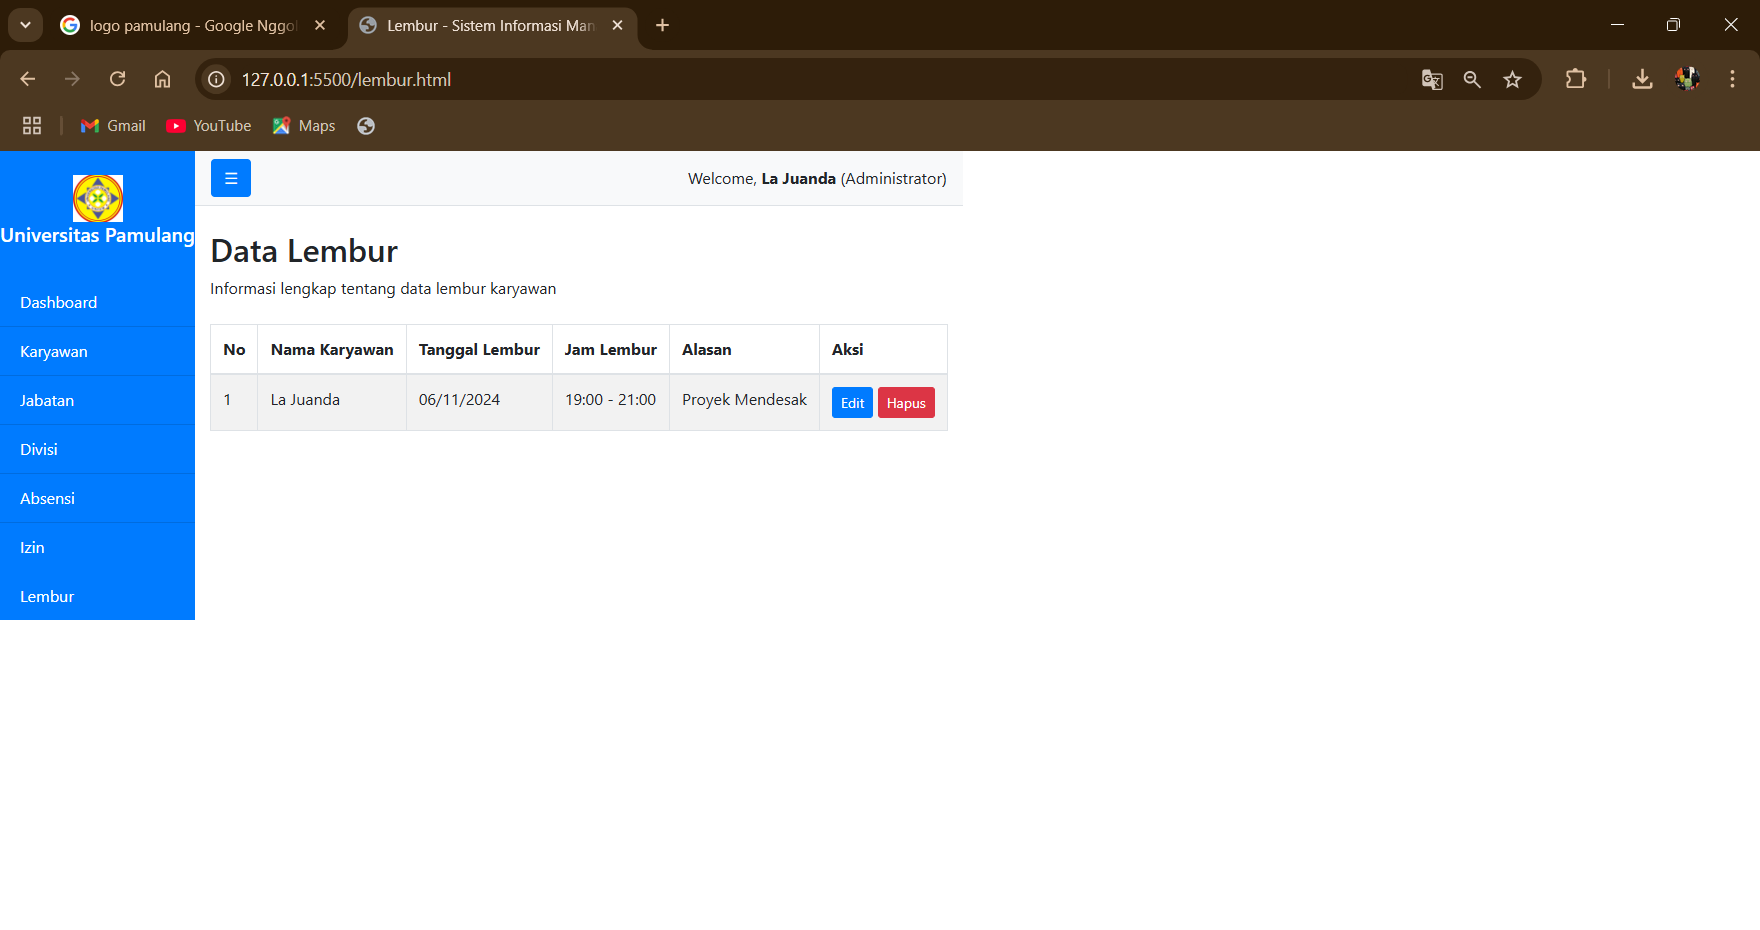 logo pamulang - Google Nggol
Lembur - Sistem Informasi Man
127.0.0.1:5500/lembur.html
Gmail
YouTube
Maps
Universitas Pamulang
Dashboard
Karyawan
Jabatan
Divisi
Absensi
Izin
Lembur
Welcome, La Juanda (Administrator)
Data Lembur
Informasi lengkap tentang data lembur karyawan
No Nama Karyawan Tanggal Lembur Jam Lembur Alasan Aksi
1 La Juanda 06/11/2024 19:00 - 21:00 Proyek Mendesak Edit Hapus